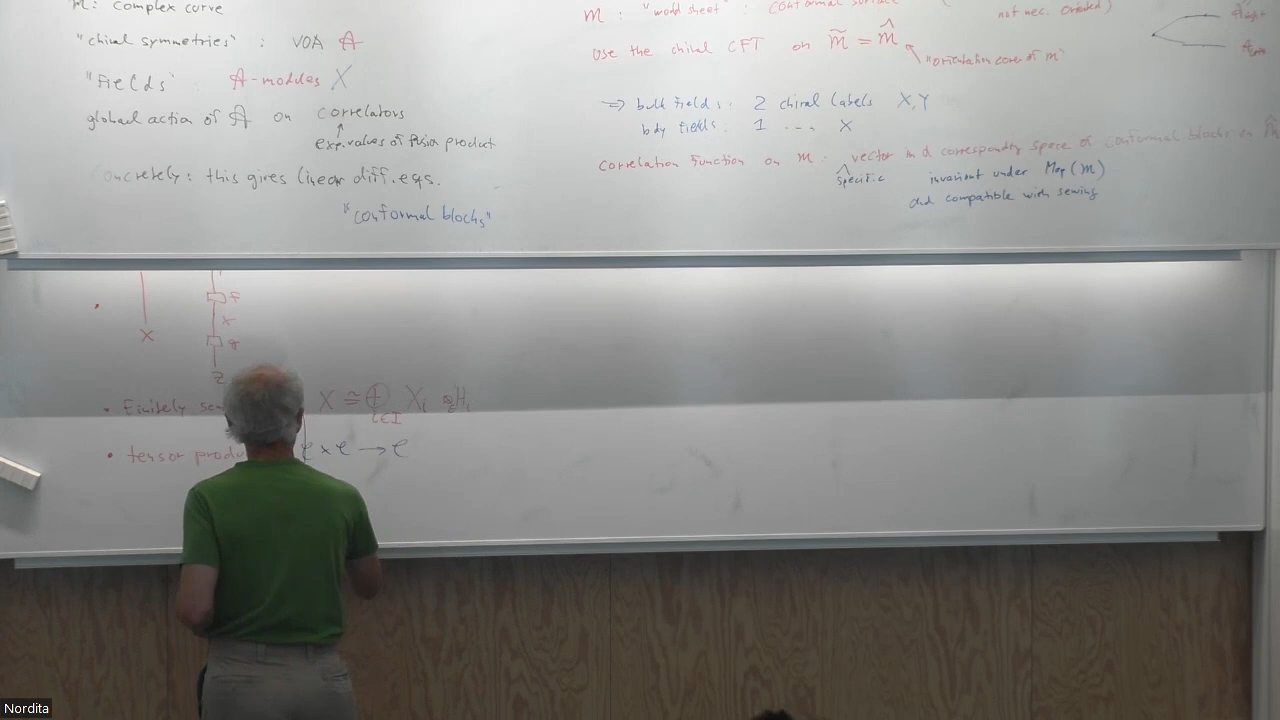 M: complex curve
"chiral symmetries" : VOA A
"Fields" A-modules X
global action of A on correlators
exp.values of fusion product
oncretely: this gives linear diff. eqs.
"conformal blocks"
M : "world sheet" : conformal surface
not nec. oriented)
Use the chiral CFT on M̃ = M̂
"orientation cover of M"
=> bulk fields: 2 chiral labels X,Y
bdy fields: 1 ... X
Correlation function on M: vector in a corresponding space of conformal blocks on M̂
specific
invariant under Map(M)
and compatible with sewing
X
f
x
g
Z
• Finitely X ≅ ⊕ Xi ⊗ Hi
i∈I
• tensor produ C × C → C
Nordita